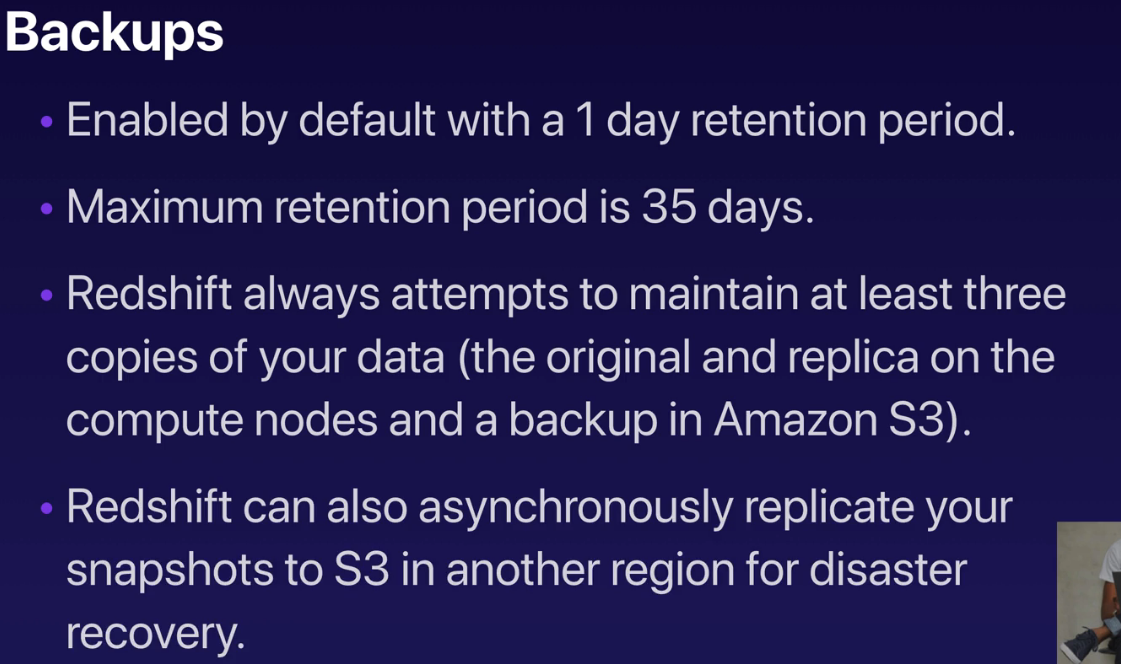 Backups
• Enabled by default with a 1 day retention period.
• Maximum retention period is 35 days.
• Redshift always attempts to maintain at least three
copies of your data (the original and replica on the
compute nodes and a backup in Amazon S3).
• Redshift can also asynchronously replicate your
snapshots to S3 in another region for disaster
recovery.